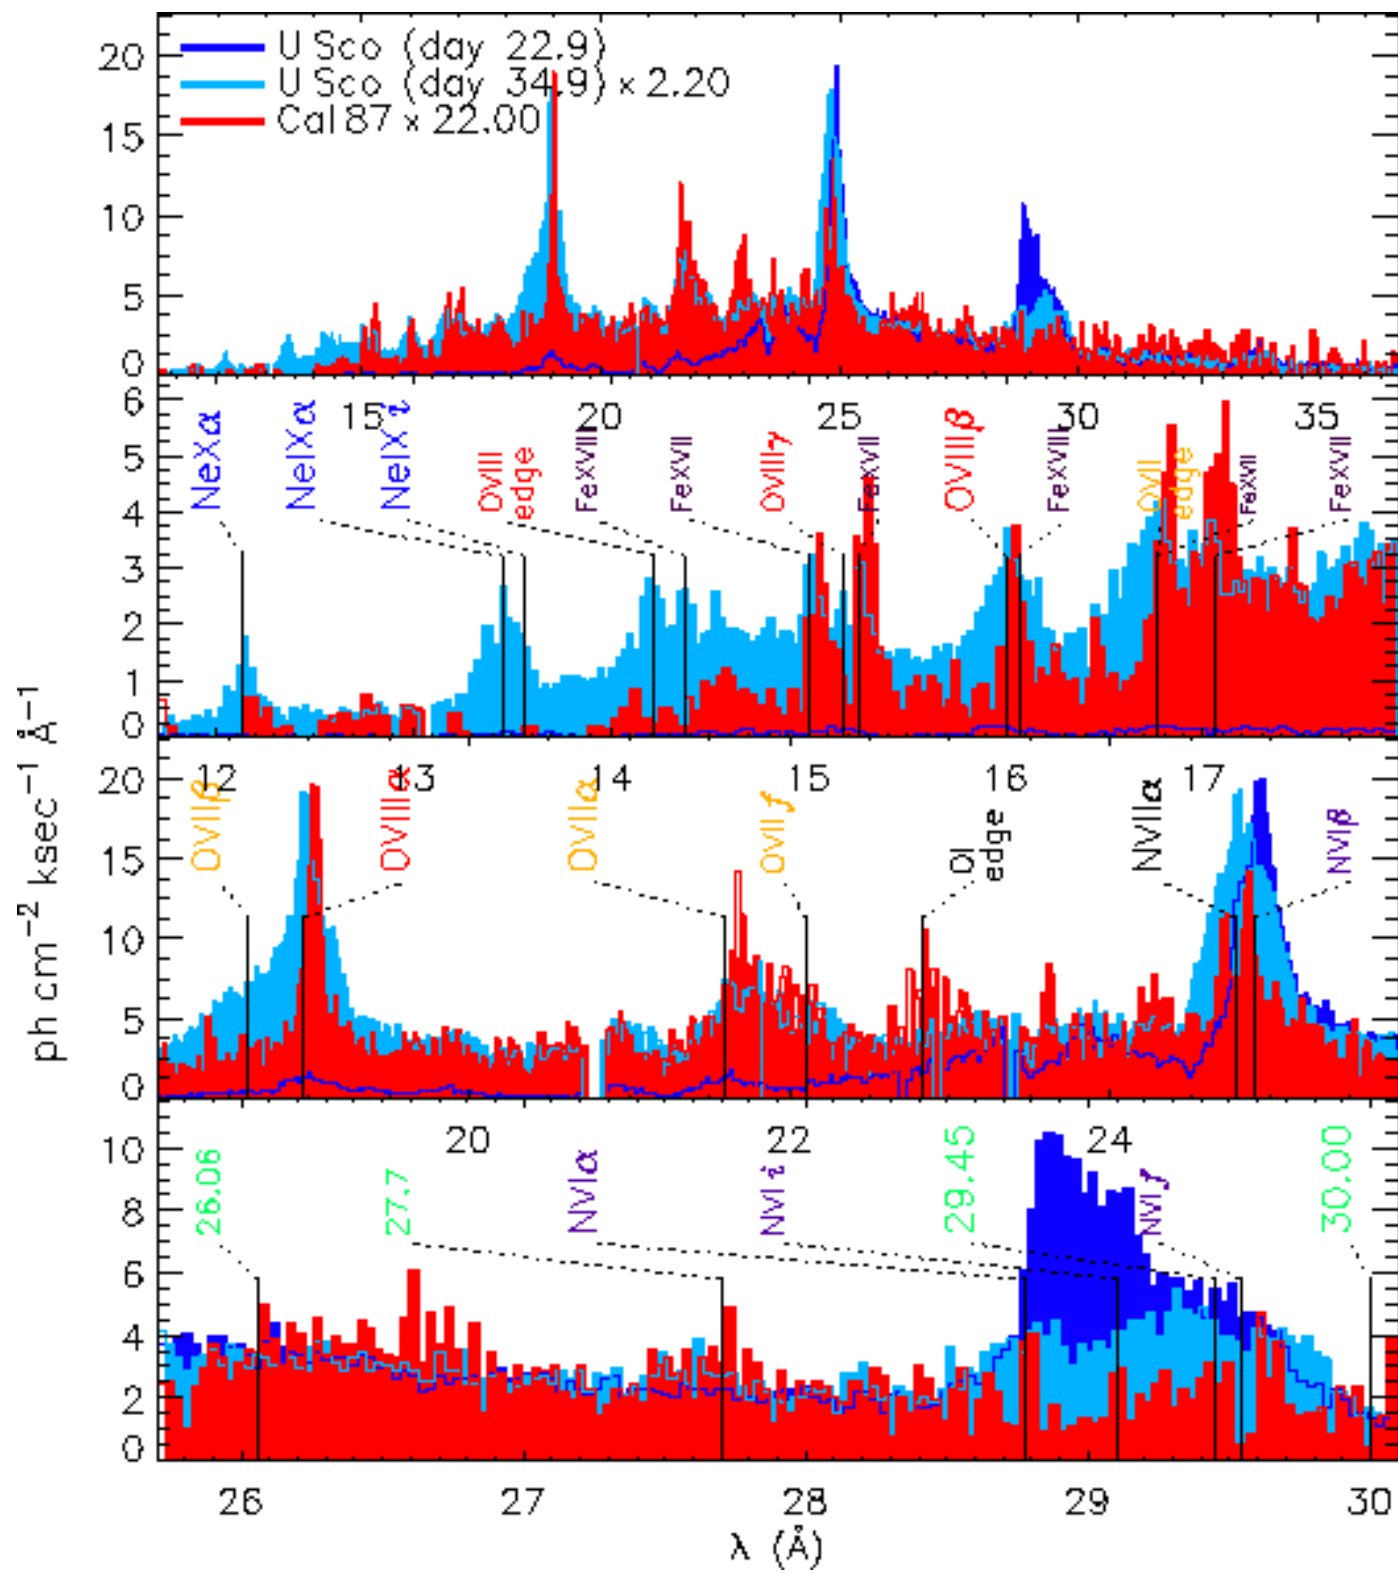 U Sco (day 22.9)
U Sco (day 34.9) × 2.20
Cal 87 × 22.00
20
15
10
5
0
15 20 25 30 35
6
5
4
3
2
1
0
NeXα
NeIXα
NeIX i
OVIII edge
FeXVIII
FeXVII
OVIIIγ
FeXVII
OVIIIβ
FeXVIII
OVII edge
FeXVII
FeXVII
12 13 14 15 16 17
20
15
10
5
0
OVIIβ
OVIIIα
OVIIα
OVII f
OI edge
NVIIα
NVIβ
20 22 24
10
8
6
4
2
0
26.06
27.7
NVIα
NVI i
29.45
NVI f
30.00
26 27 28 29 30
λ (Å)
ph cm⁻² ksec⁻¹ Å⁻¹